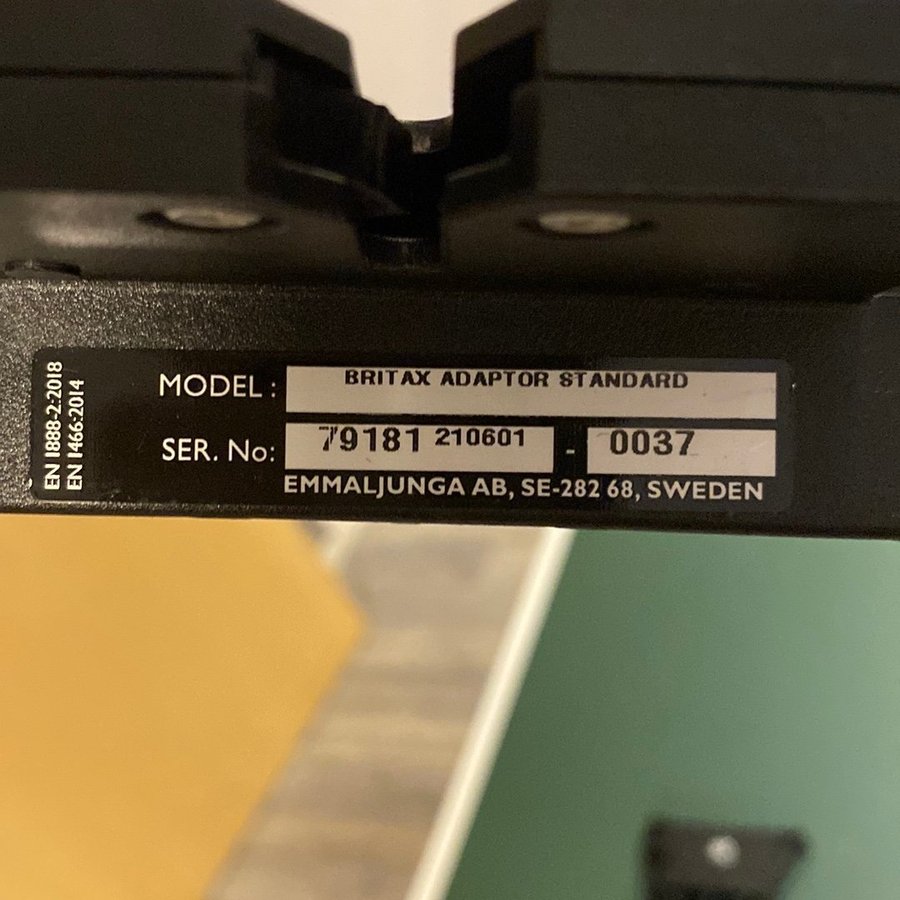 EN 1888-2:2018
EN 1466:2014
MODEL : BRITAX ADAPTOR STANDARD
SER. No: 79181 210601 - 0037
EMMALJUNGA AB, SE-282 68, SWEDEN